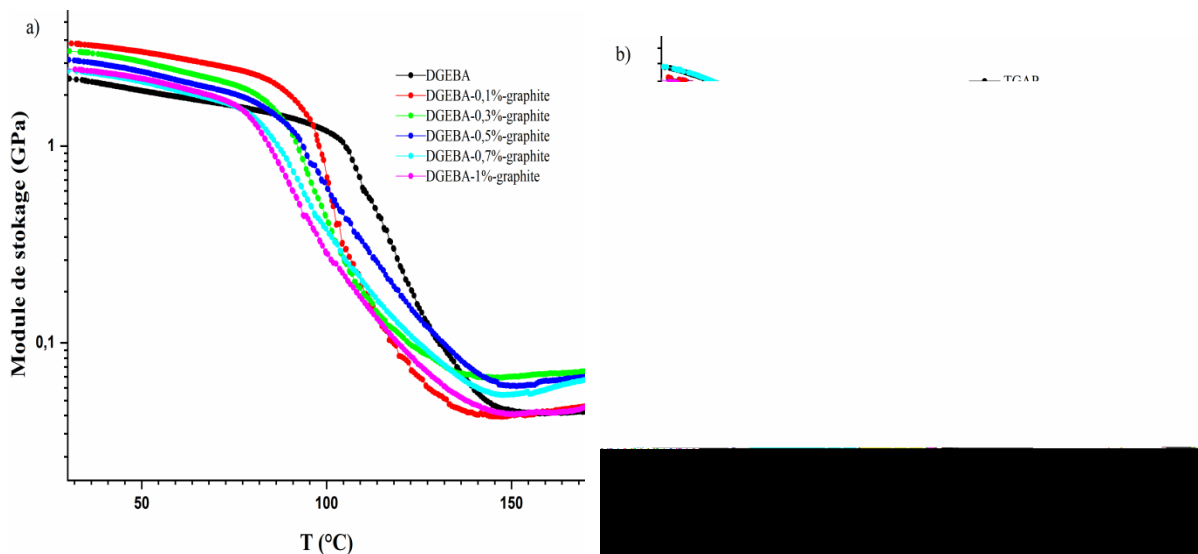 a)
DGEBA
DGEBA-0,1%-graphite
DGEBA-0,3%-graphite
DGEBA-0,5%-graphite
DGEBA-0,7%-graphite
DGEBA-1%-graphite
Module de stokage (GPa)
1
0,1
50
100
150
T (°C)
b)